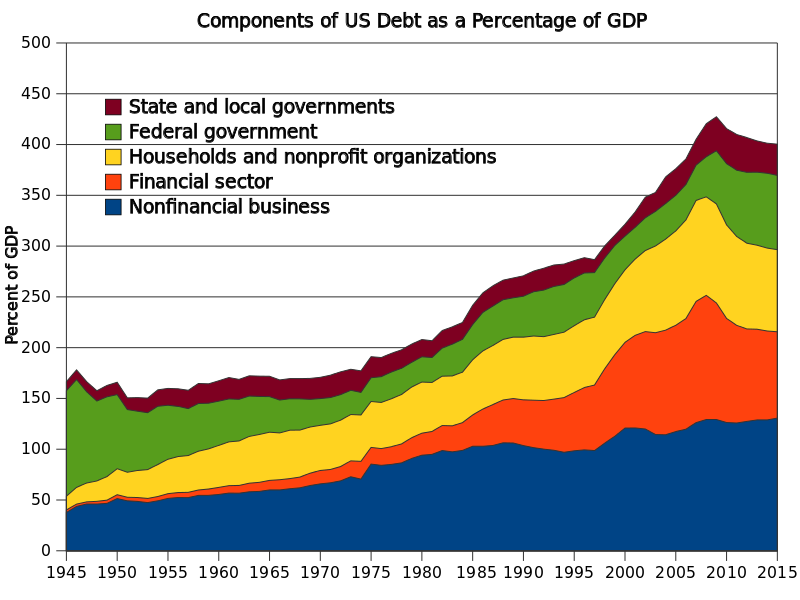 Components of US Debt as a Percentage of GDP
500
450
400
350
300
250
200
150
100
50
0
Percent of GDP
State and local governments
Federal government
Households and nonprofit organizations
Financial sector
Nonfinancial business
1945 1950 1955 1960 1965 1970 1975 1980 1985 1990 1995 2000 2005 2010 2015